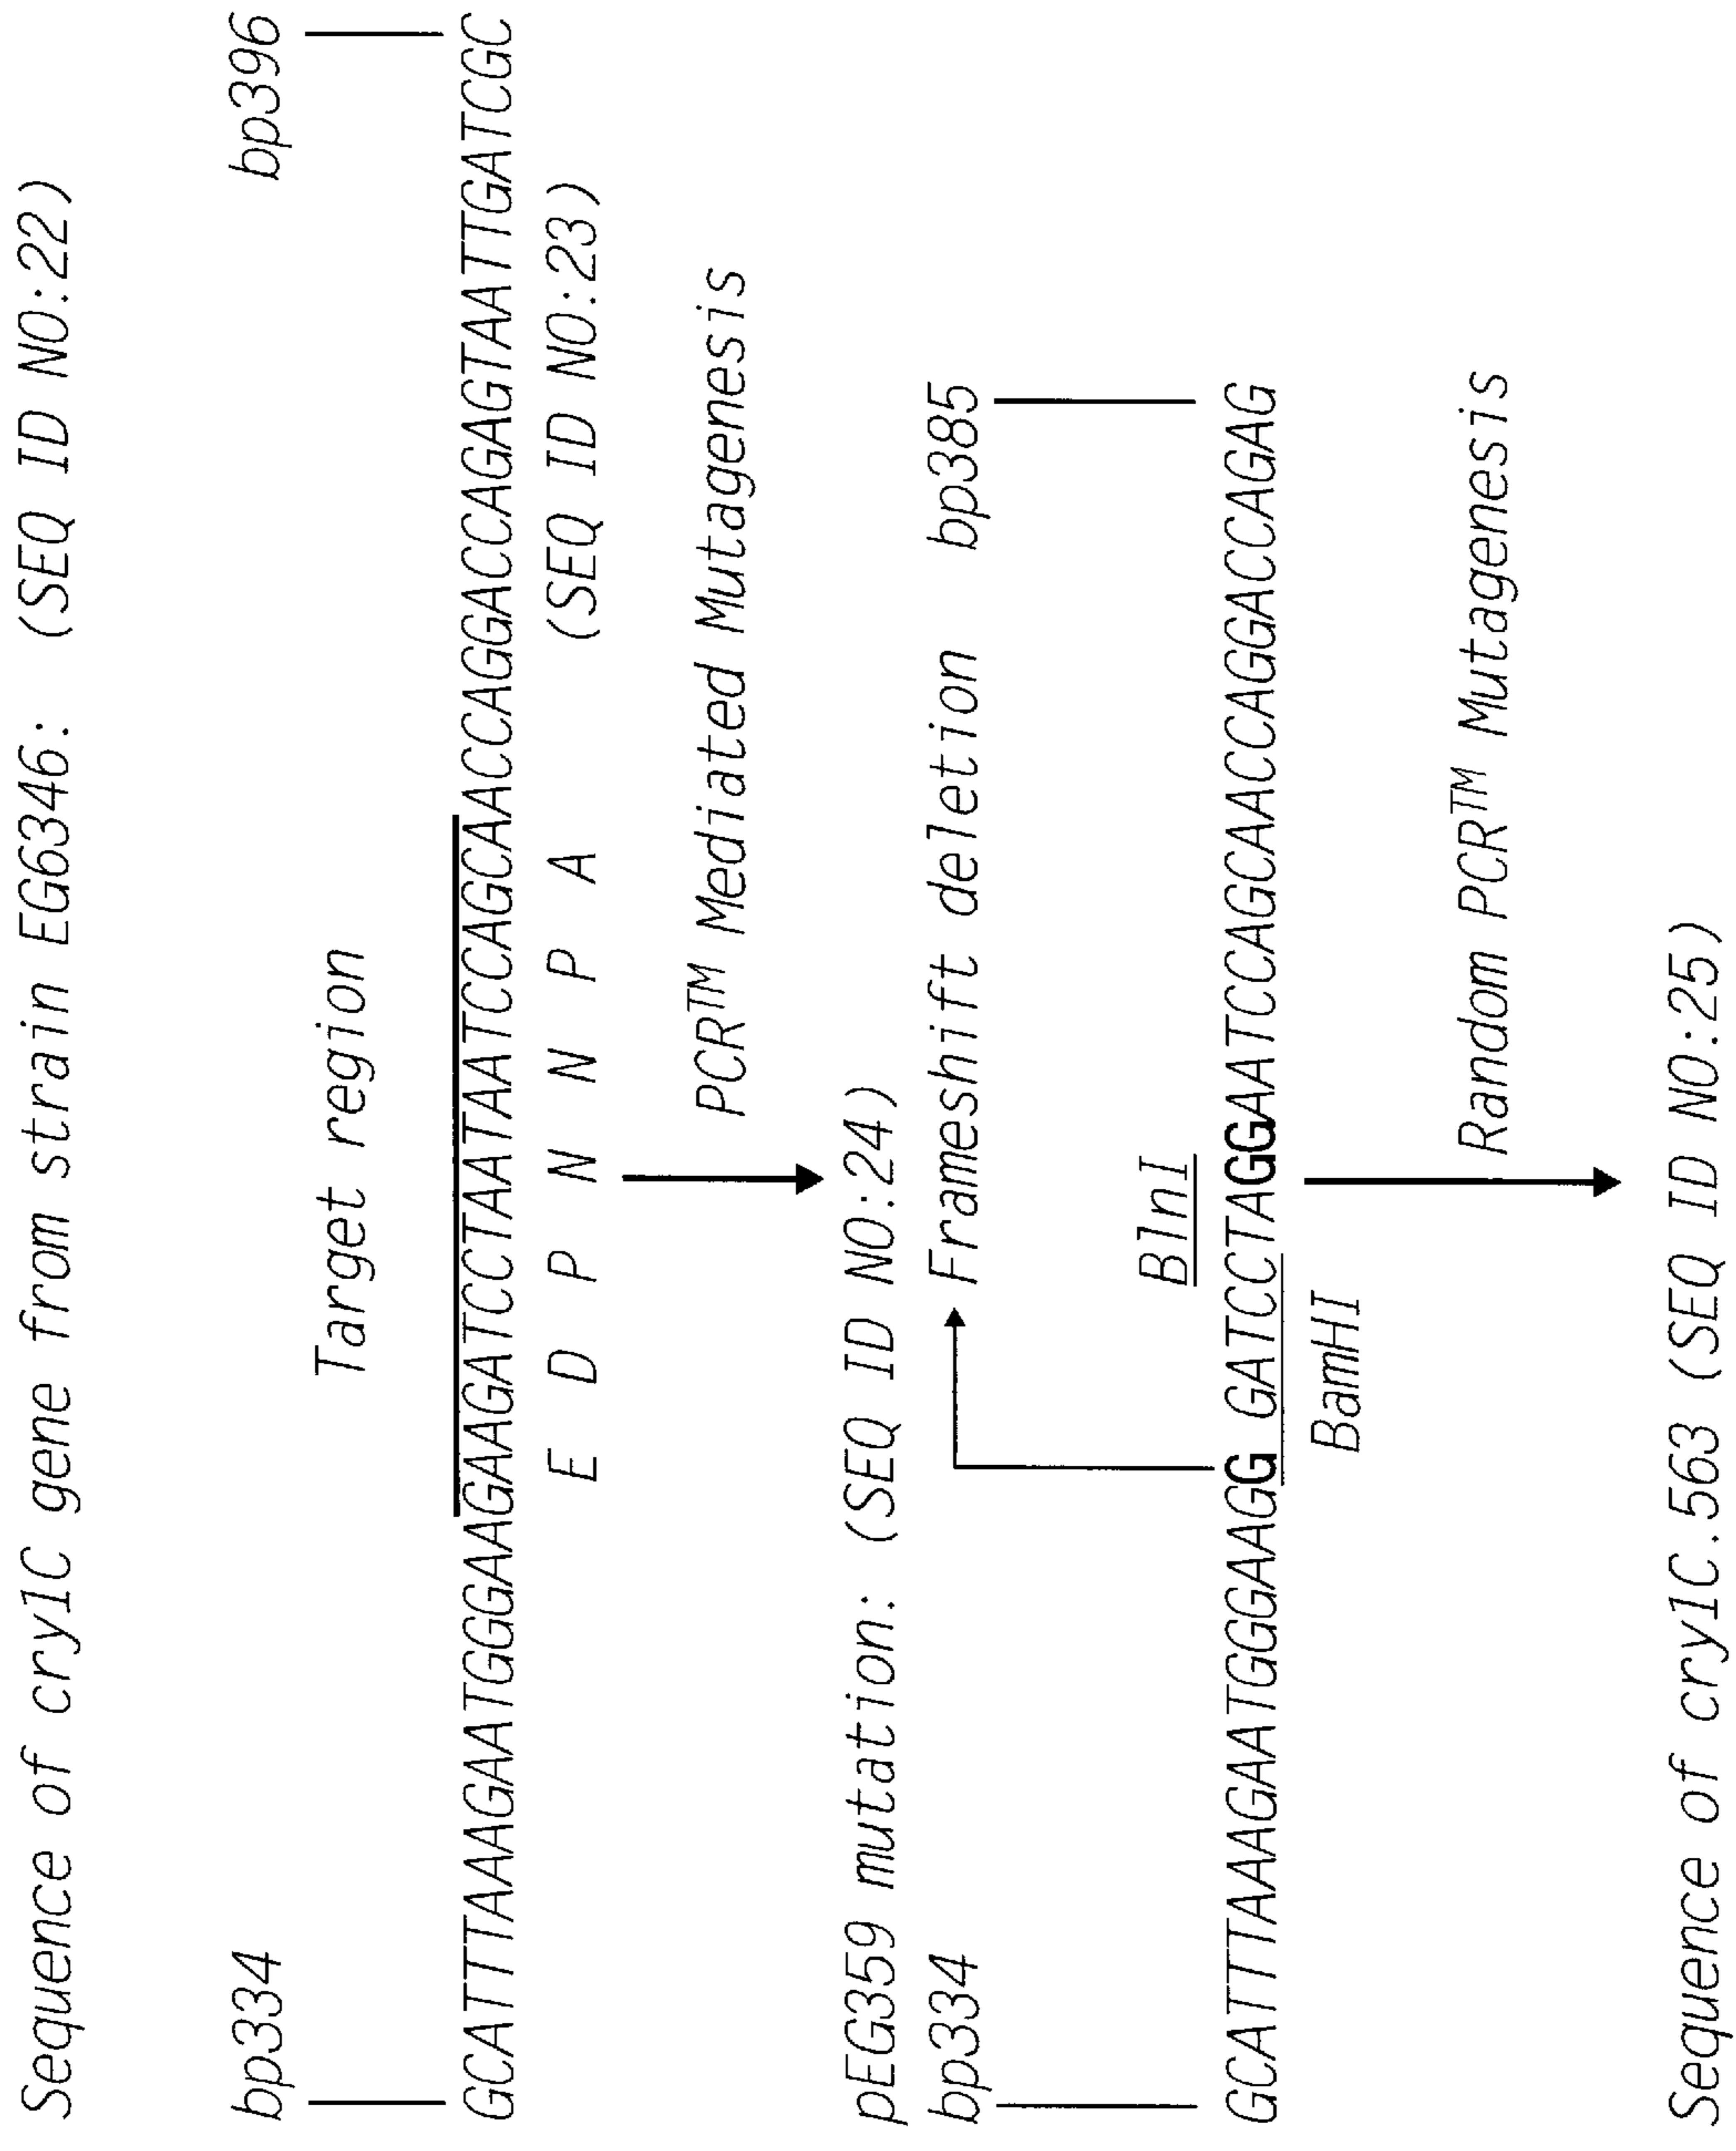 Sequence of cry1C gene from strain EG6346: (SEQ ID NO:22)
bp334 bp396
Target region
GCATTTAAAGAATGGGAAGAAGATCCTAATAATCCAGCAACCAGGACCAGAGTAATTGATCGC
E D P N N P A (SEQ ID NO:23)
PCR™ Mediated Mutagenesis
pEG359 mutation: (SEQ ID NO:24)
bp334 Frameshift deletion bp385
BlnI
GCATTTAAAGAATGGGAAGG GATCCTAGGAATCCAGCAACCAGGACCAGAG
BamHI
Random PCR™ Mutagenesis
Sequence of cry1C.563 (SEQ ID NO:25)